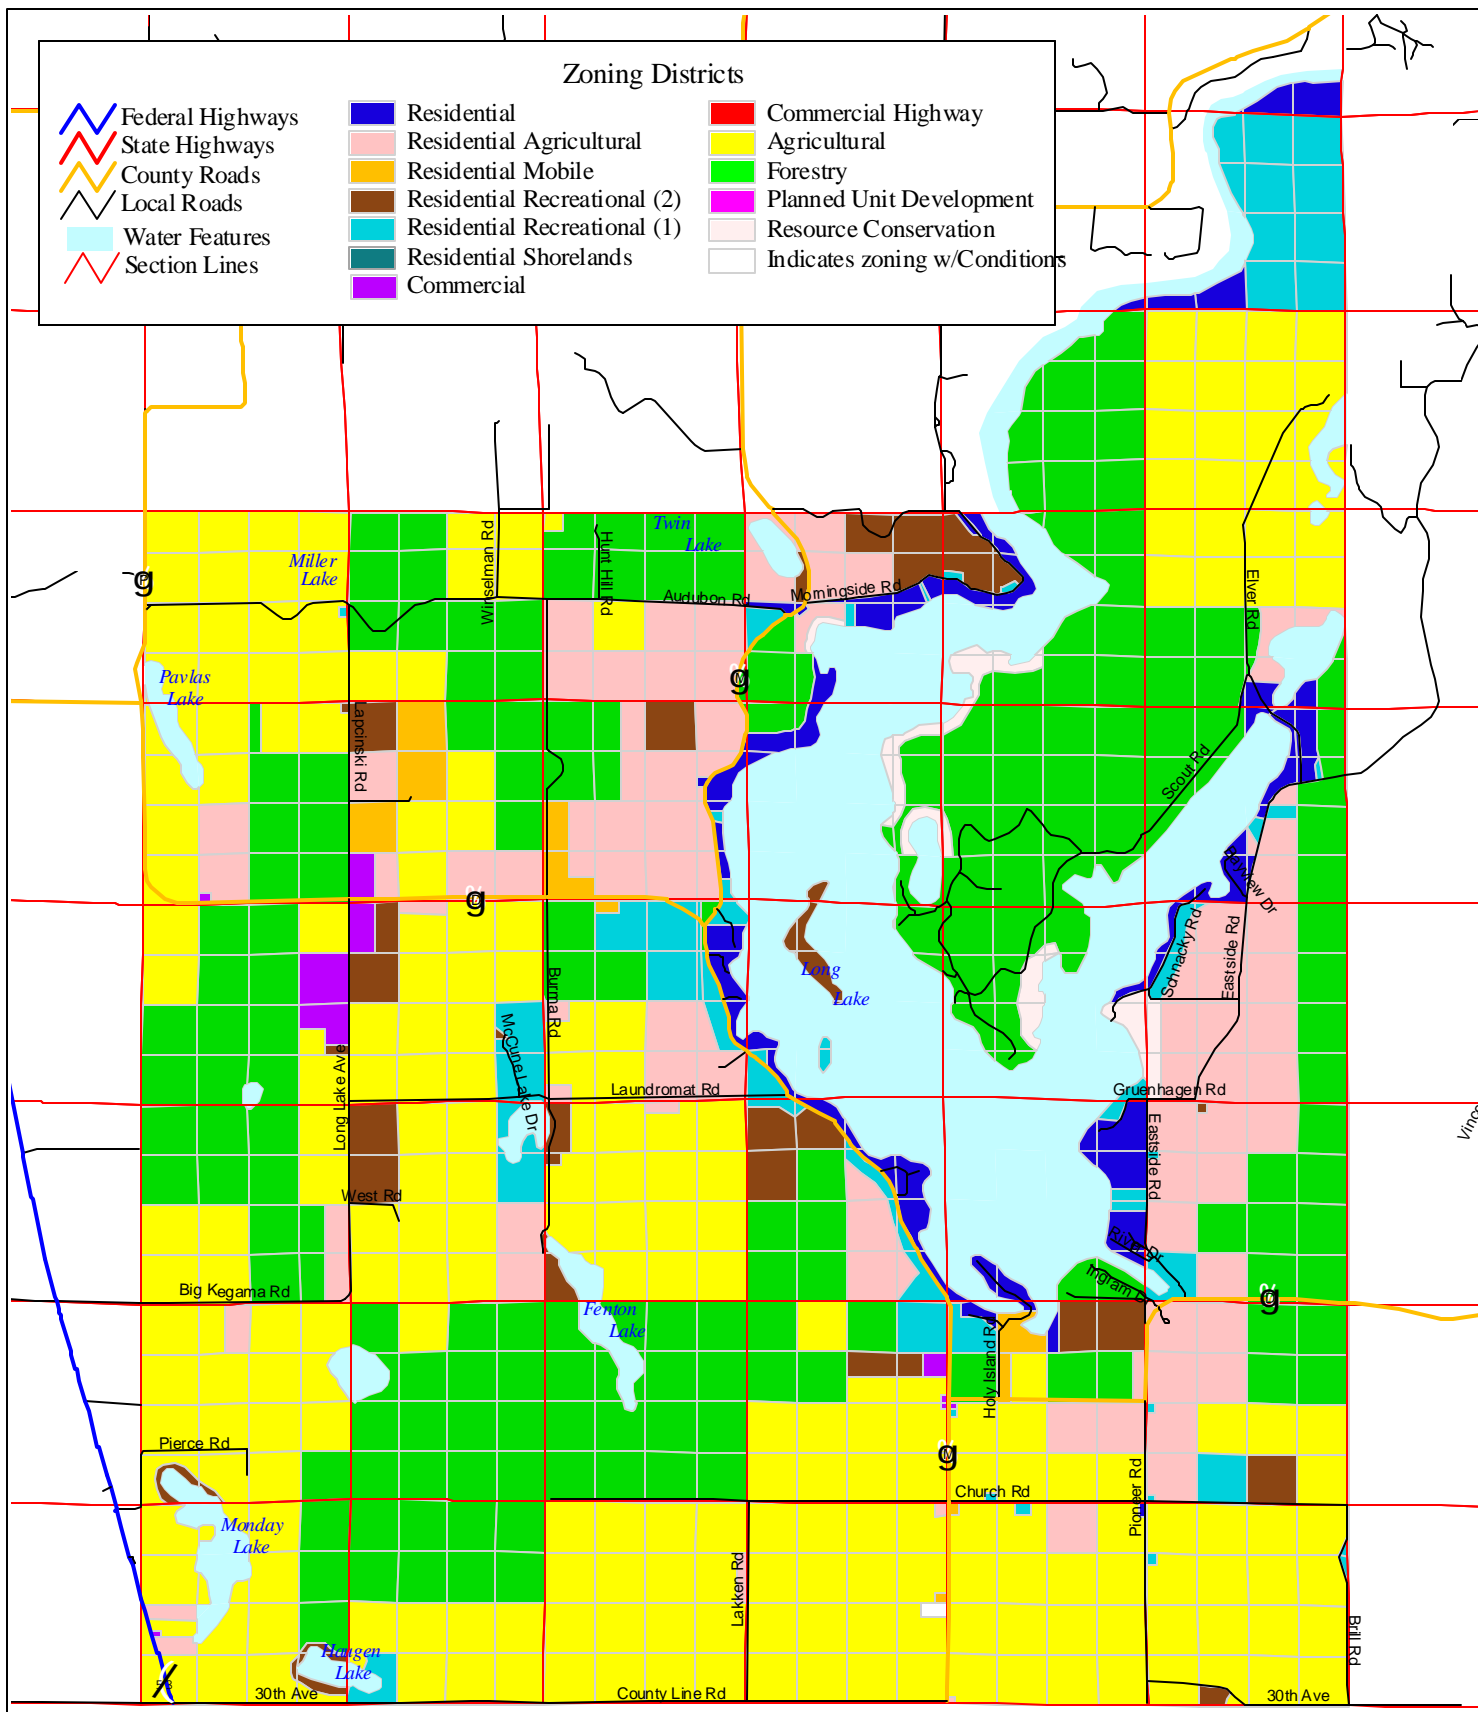 Zoning Districts
Federal Highways
State Highways
County Roads
Local Roads
Water Features
Section Lines
Residential
Residential Agricultural
Residential Mobile
Residential Recreational (2)
Residential Recreational (1)
Residential Shorelands
Commercial
Commercial Highway
Agricultural
Forestry
Planned Unit Development
Resource Conservation
Indicates zoning w/Conditions
Twin
Lake
Miller
Lake
Winselman Rd
Hunt Hill Rd
g
Audubon Rd
Morningside Rd
Elver Rd
Pavlas
Lake
g
M
Lapcinski Rd
Scout Rd
Bayview Dr
g
D
Schnacky Rd
Eastside Rd
Long
Lake
Burma Rd
McCune Lake Dr
Long Lake Ave
Laundromat Rd
Gruenhagen Rd
Vinc
Eastside Rd
West Rd
River Dr
Ingram Dr
Big Kegama Rd
g
D
Fenton
Lake
Holy Island Rd
Pierce Rd
g
M
Church Rd
Pioneer Rd
Monday
Lake
Lakken Rd
Brill Rd
Haugen
Lake
53
30th Ave
County Line Rd
30th Ave